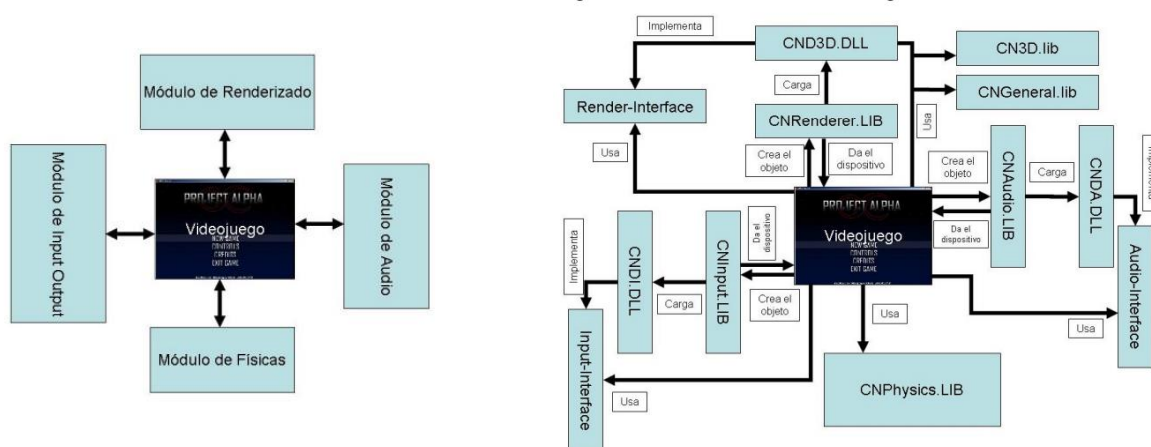 Módulo de Renderizado
Módulo de Input Output
PROJECT ALPHA
Videojuego
NEW GAME
CONTROLS
CREDITS
EXIT GAME
Módulo de Audio
Módulo de Físicas
Implementa
CND3D.DLL
CN3D.lib
CNGeneral.lib
Carga
Usa
Render-Interface
CNRenderer.LIB
Usa
Crea el
objeto
Da el
dispositivo
Crea el
objeto
Carga
CNAudio.LIB
CNDA.DLL
Da el
dispositivo
PROJECT ALPHA
Videojuego
NEW GAME
CONTROLS
CREDITS
EXIT GAME
Da el
dispositivo
Implementa
CNDI.DLL
CNInput.LIB
Carga
Crea el
objeto
Usa
Usa
Audio-Interface
Input-Interface
Usa
CNPhysics.LIB